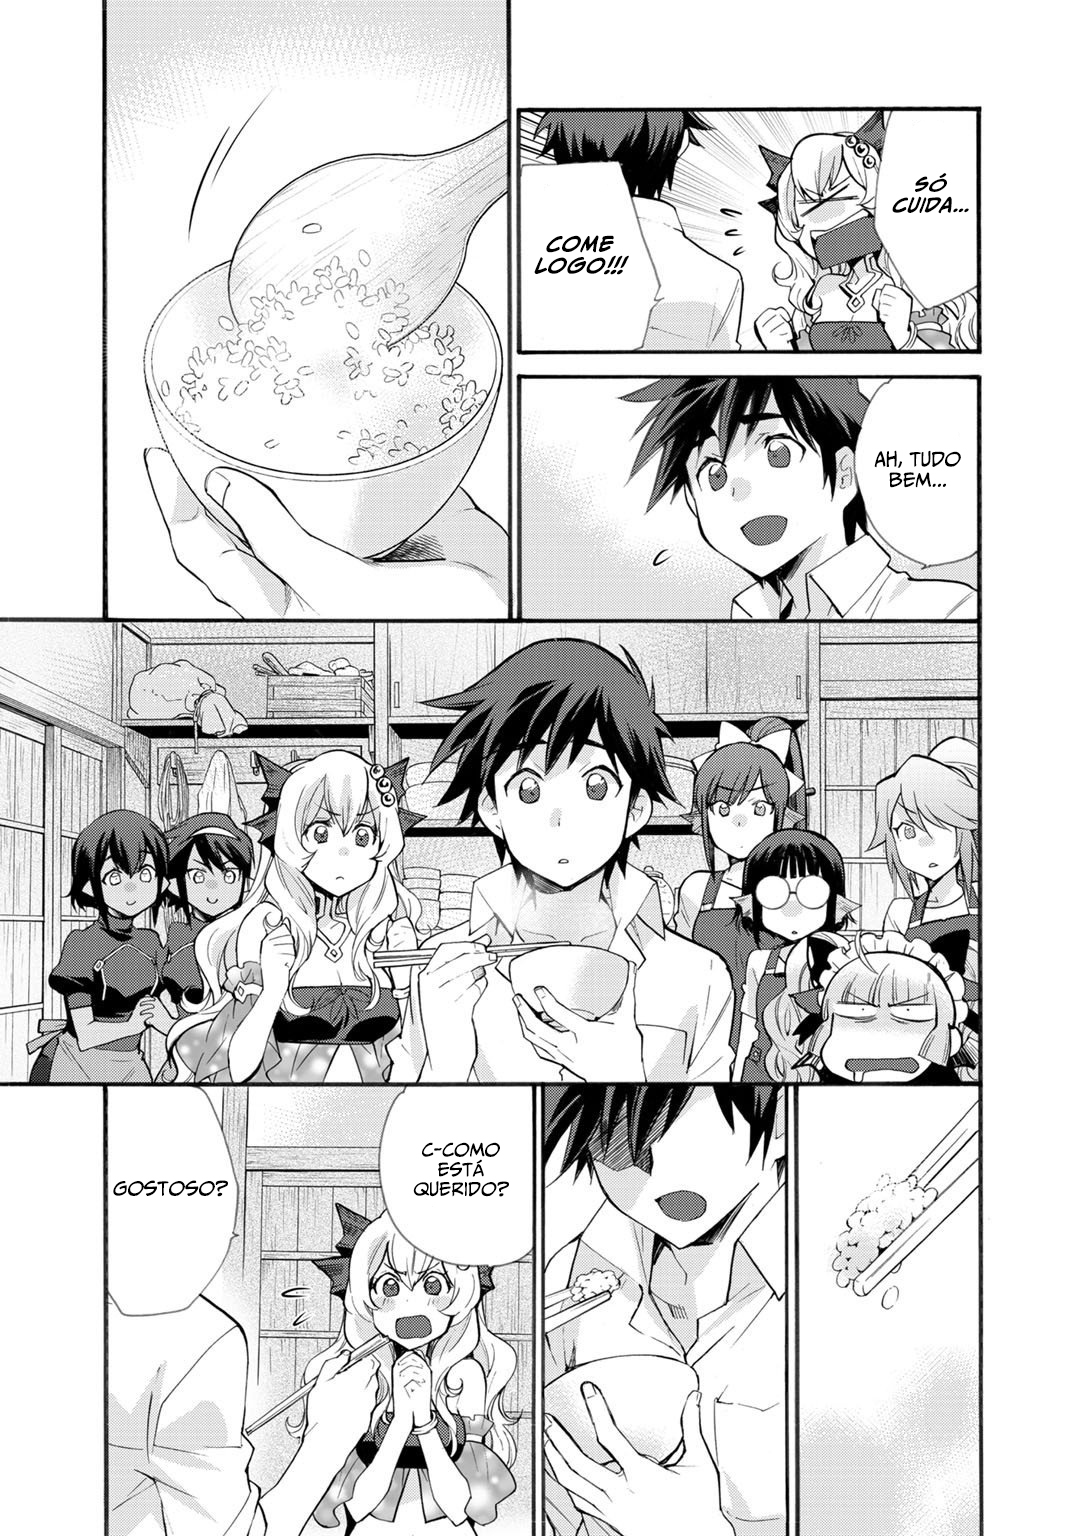 SÓ
CUIDA...
COME
LOGO!!!
AH, TUDO
BEM...
C-COMO
ESTÁ
QUERIDO?
GOSTOSO?